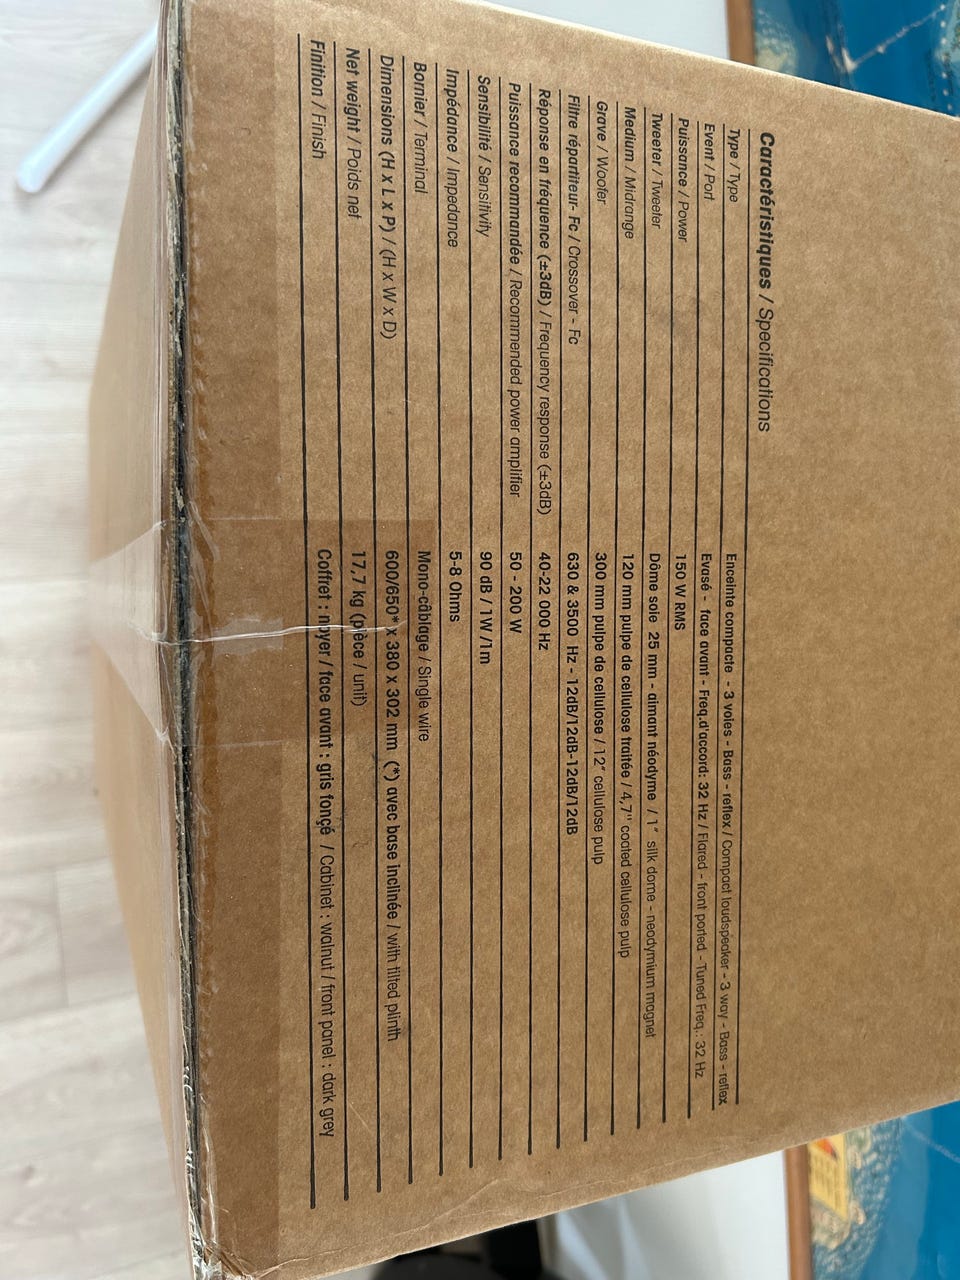 Caractéristiques / Specifications
Type / Type Enceinte compacte - 3 voies - Bass - reflex / Compact loudspeaker - 3 way - Bass - reflex
Event / Port Evasé - face avant - Freq.d'accord: 32 Hz / Flared - front ported - Tuned Freq.: 32 Hz
Puissance / Power 150 W RMS
Tweeter / Tweeter Dôme soie 25 mm - aimant néodyme / 1" silk dome - neodymium magnet
Medium / Midrange 120 mm pulpe de cellulose traitée / 4,7" coated cellulose pulp
Grave / Woofer 300 mm pulpe de cellulose / 12" cellulose pulp
Filtre répartiteur- Fc / Crossover - Fc 630 & 3500 Hz - 12dB/12dB-12dB/12dB
Réponse en fréquence (±3dB) / Frequency response (±3dB) 40-22 000 Hz
Puissance recommandée / Recommended power amplifier 50 - 200 W
Sensibilité / Sensitivity 90 dB / 1W /1m
Impédance / Impedance 5-8 Ohms
Bornier / Terminal Mono-câblage / Single wire
Dimensions (H x L x P) / (H x W x D) 600/650* x 380 x 302 mm (*) avec base inclinée / with tilted plinth
Net weight / Poids net 17,7 kg (pièce / unit)
Finition / Finish Coffret : noyer / face avant : gris fonçé / Cabinet : walnut / front panel : dark grey